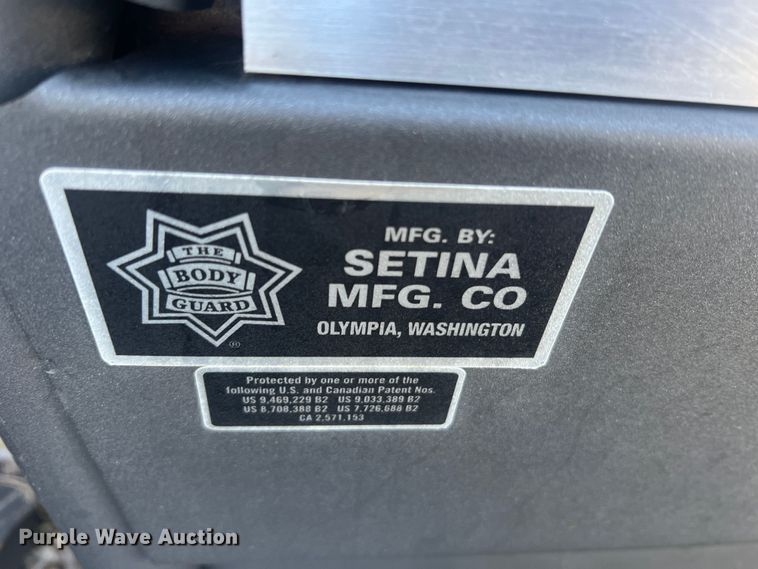 THE
BODY
GUARD
®
MFG. BY:
SETINA
MFG. CO
OLYMPIA, WASHINGTON
Protected by one or more of the
following U.S. and Canadian Patent Nos.
US 9,469,229 B2 US 9,033,389 B2
US 8,708,388 B2 US 7,726,688 B2
CA 2,571,153
Purple Wave Auction